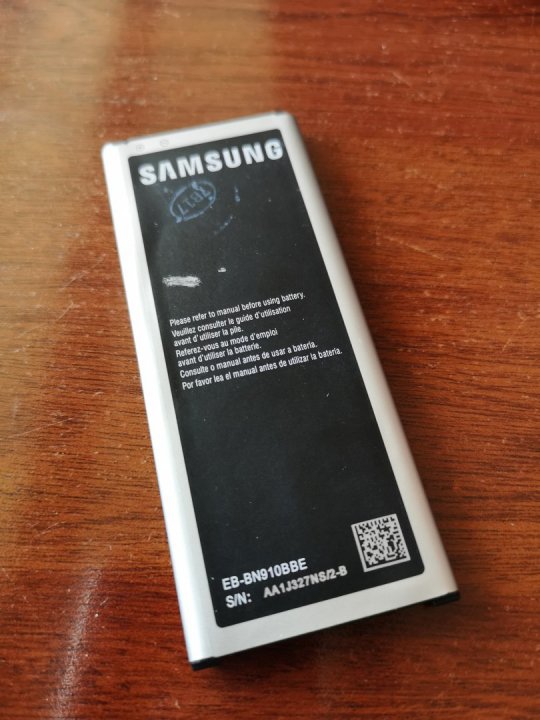 SAMSUNG
Please refer to manual before using battery.
Veuillez consulter le guide d'utilisation
avant d'utiliser la pile.
Referez-vous au mode d'emploi
avant d'utiliser la batterie.
Consulte o manual antes de usar a bateria.
Por favor lea el manual antes de utilizar la bateria.
EB-BN910BBE
S/N: AA1J327NS/2-B